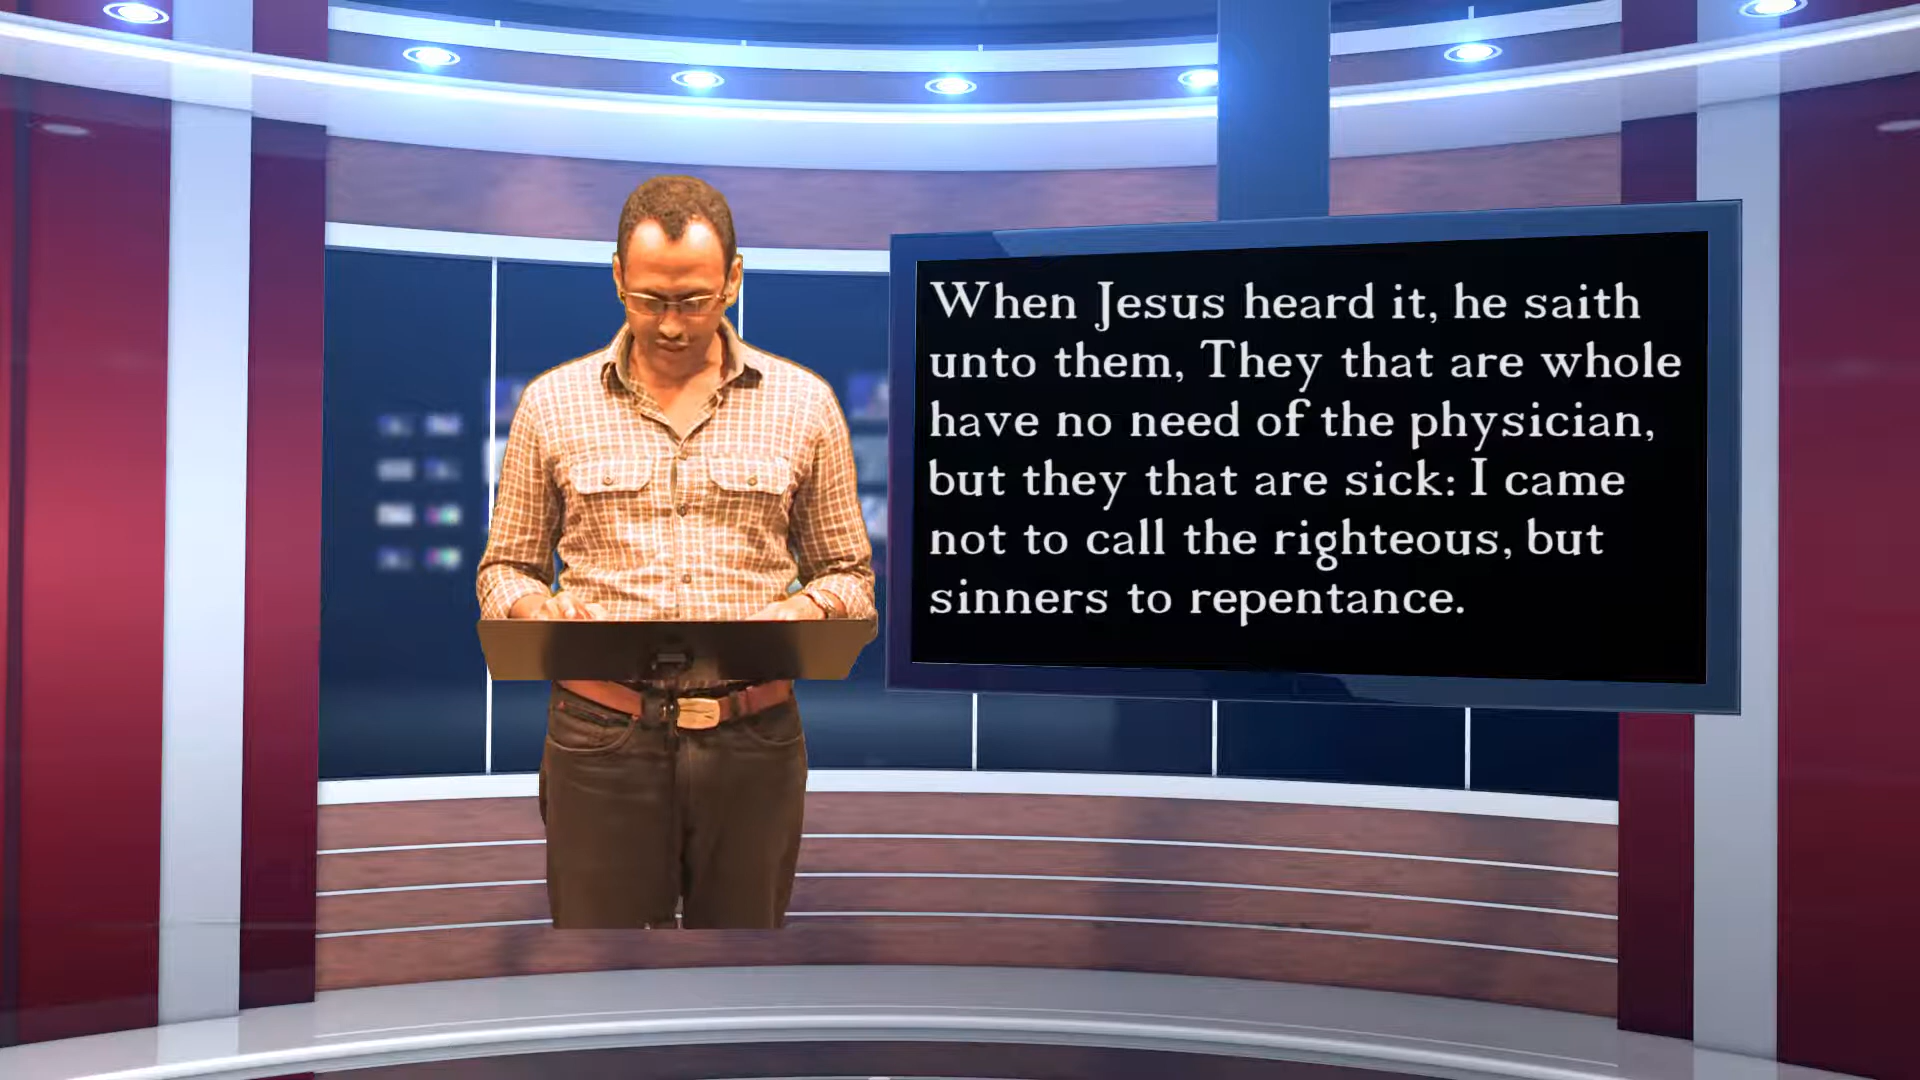 When Jesus heard it, he saith
unto them, They that are whole
have no need of the physician,
but they that are sick: I came
not to call the righteous, but
sinners to repentance.